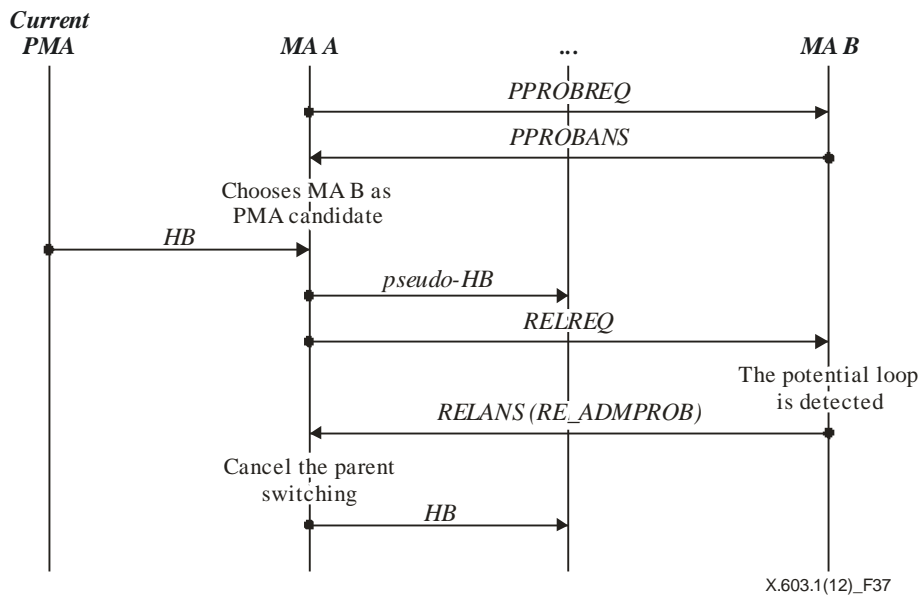 Current
PMA
MA A
...
MA B
PPROBREQ
PPROBANS
Chooses MA B as
PMA candidate
HB
pseudo-HB
RELREQ
The potential loop
is detected
RELANS (RE_ADMPROB)
Cancel the parent
switching
HB
X.603.1(12)_F37